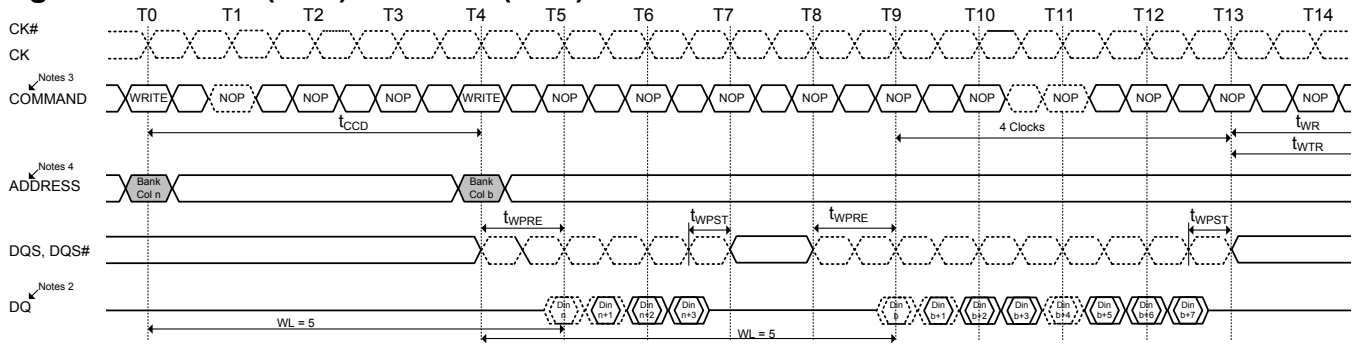 T0 T1 T2 T3 T4 T5 T6 T7 T8 T9 T10 T11 T12 T13 T14
CK#
CK
Notes 3
COMMAND WRITE NOP NOP NOP WRITE NOP NOP NOP NOP NOP NOP NOP NOP NOP NOP
tCCD 4 Clocks tWR
tWTR
Notes 4
ADDRESS Bank Col n Bank Col b
tWPRE tWPST tWPRE tWPST
DQS, DQS#
Notes 2
DQ Din n Din n+1 Din n+2 Din n+3 Din b Din b+1 Din b+2 Din b+3 Din b+4 Din b+5 Din b+6 Din b+7
WL = 5 WL = 5